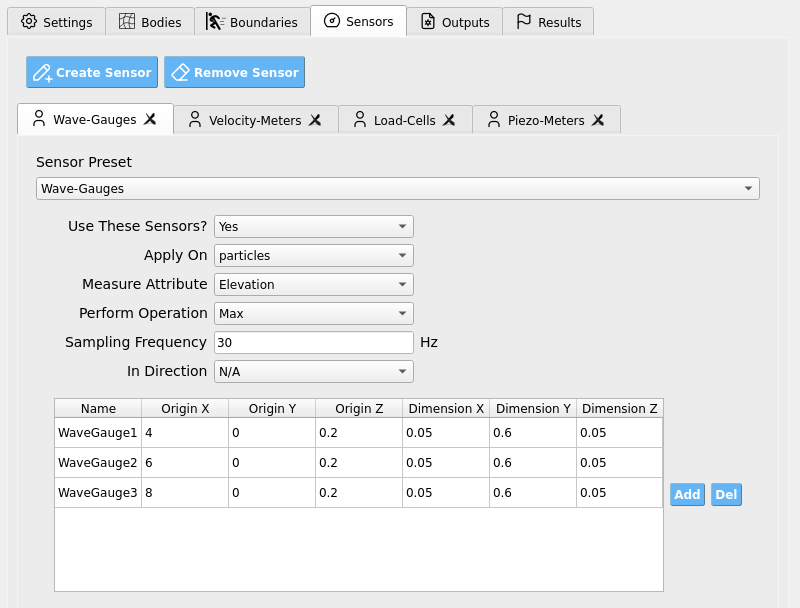 Settings Bodies Boundaries Sensors Outputs Results
Create Sensor Remove Sensor
Wave-Gauges Velocity-Meters Load-Cells Piezo-Meters
Sensor Preset
Wave-Gauges
Use These Sensors? Yes
Apply On particles
Measure Attribute Elevation
Perform Operation Max
Sampling Frequency 30 Hz
In Direction N/A
Name Origin X Origin Y Origin Z Dimension X Dimension Y Dimension Z
WaveGauge1 4 0 0.2 0.05 0.6 0.05
WaveGauge2 6 0 0.2 0.05 0.6 0.05
WaveGauge3 8 0 0.2 0.05 0.6 0.05
Add Del